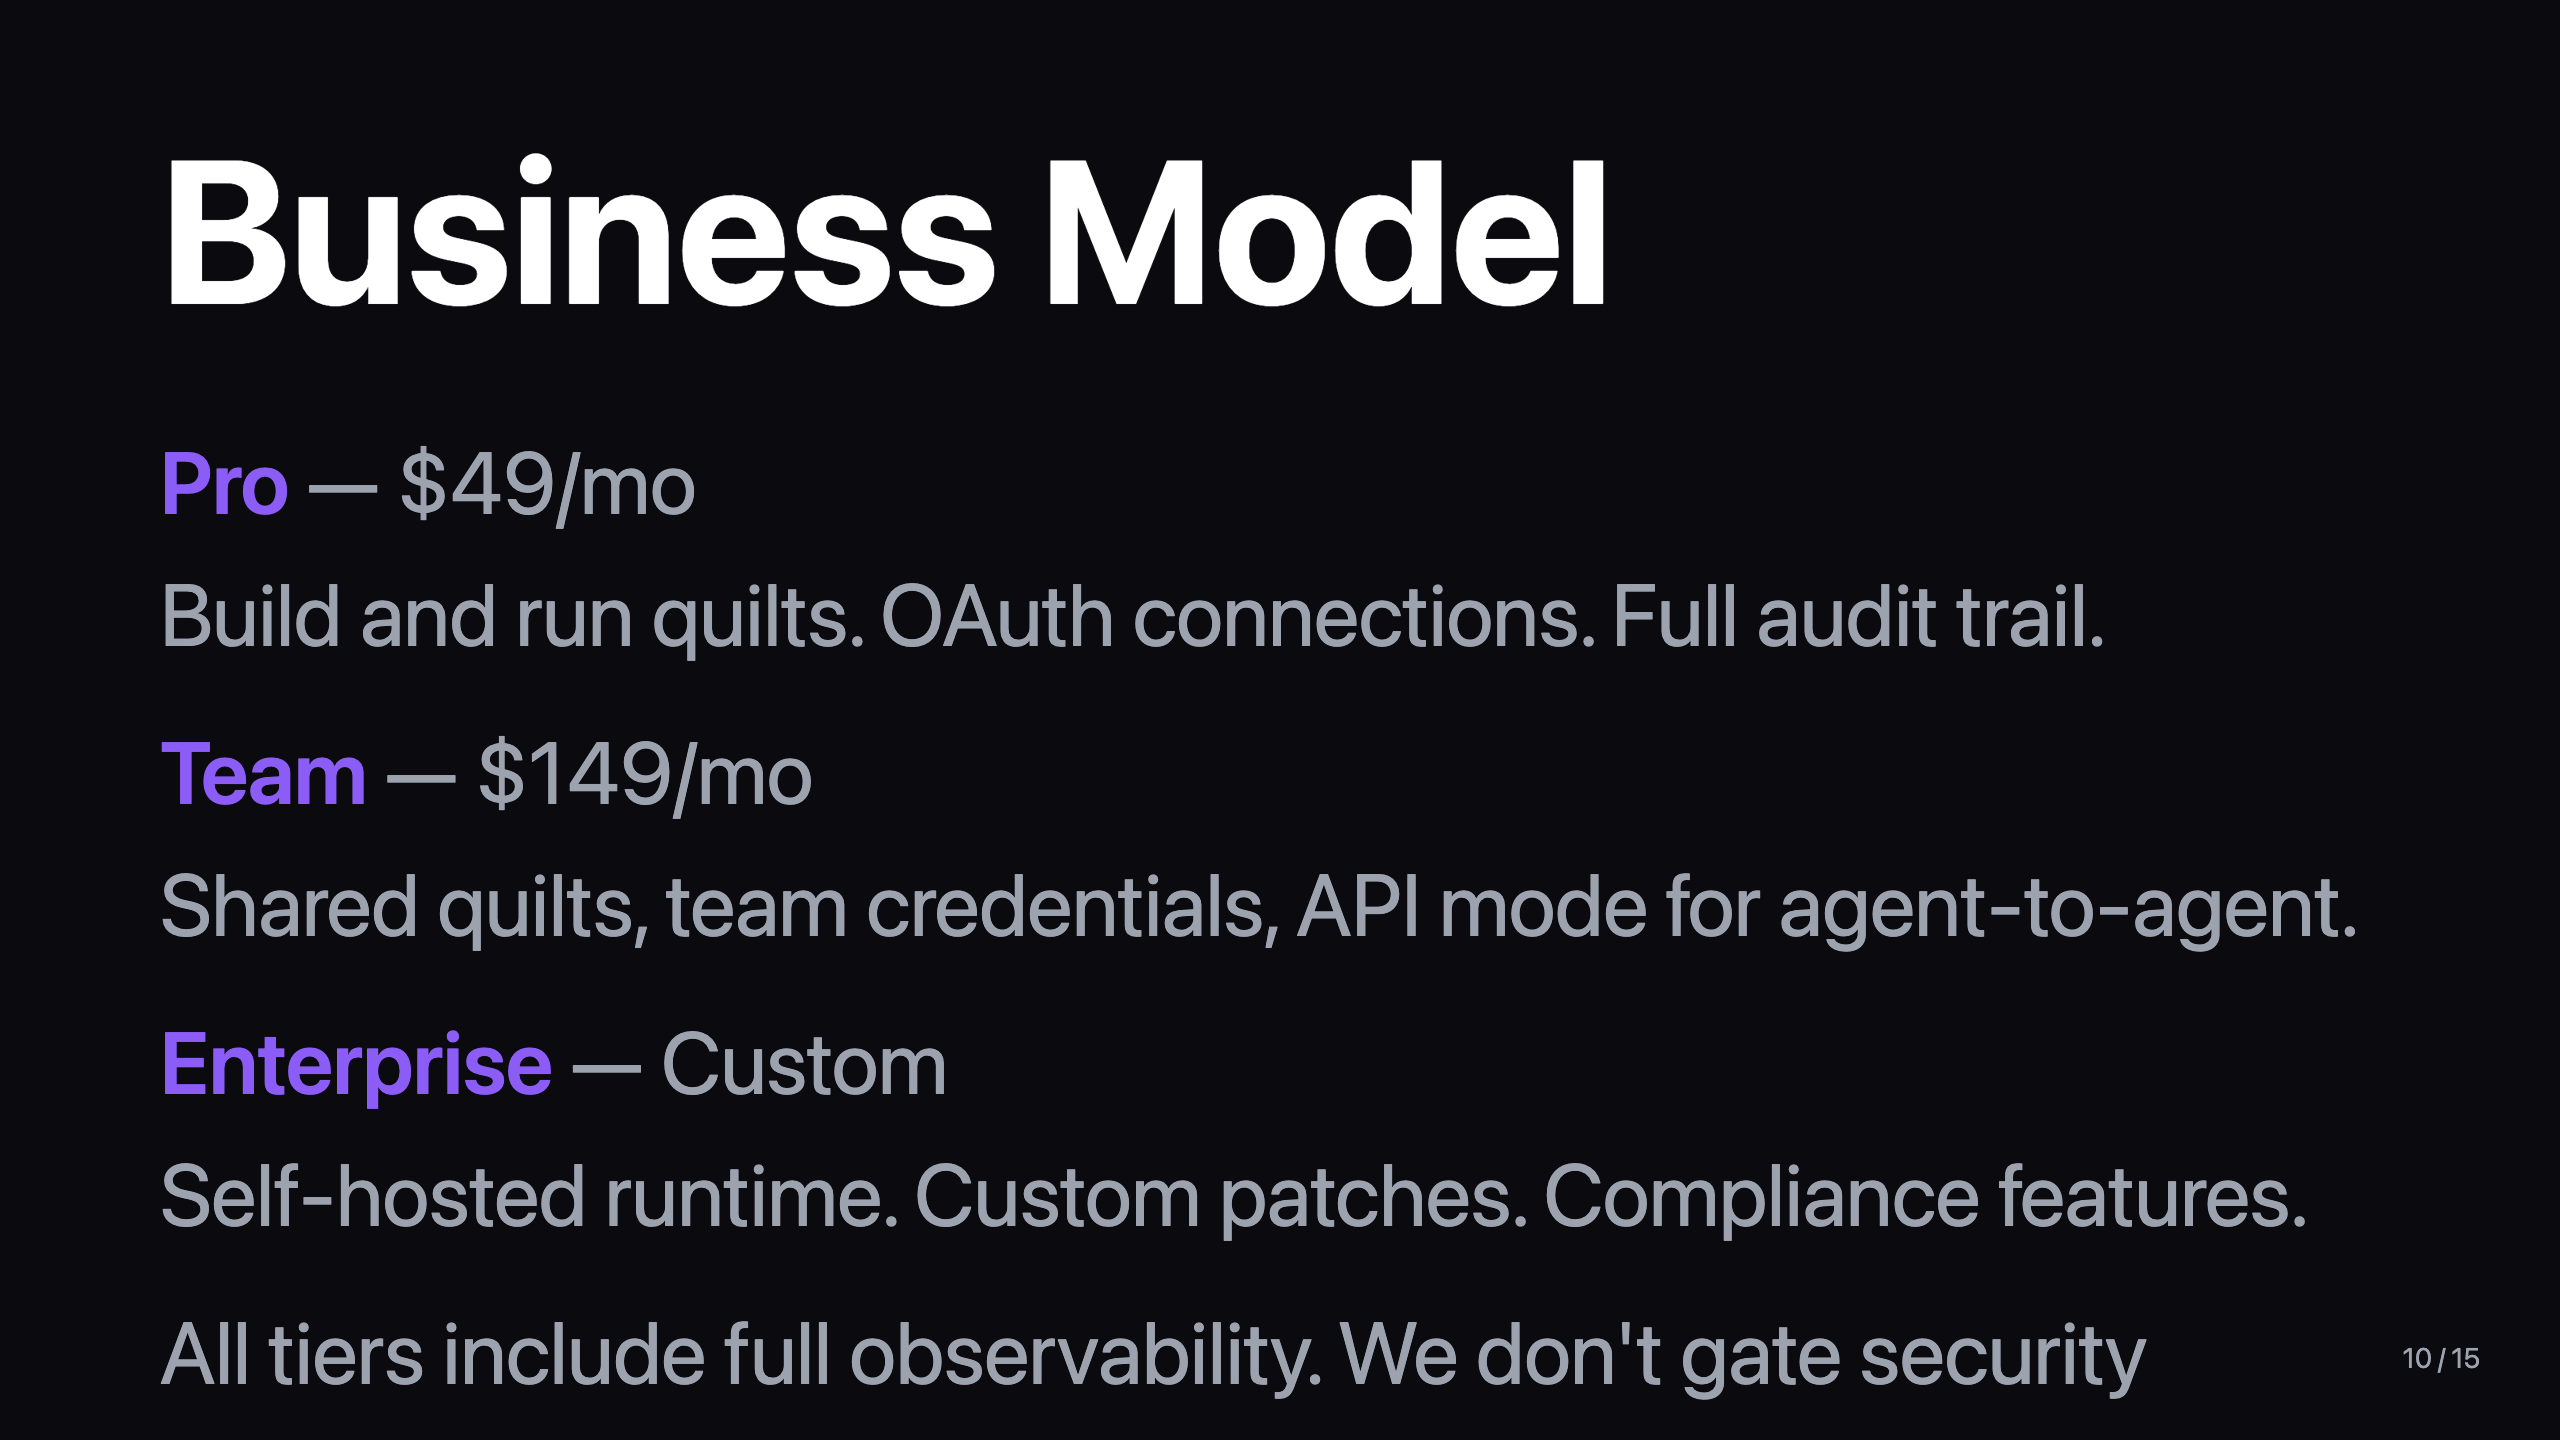 Business Model
Pro — $49/mo
Build and run quilts. OAuth connections. Full audit trail.
Team — $149/mo
Shared quilts, team credentials, API mode for agent-to-agent.
Enterprise — Custom
Self-hosted runtime. Custom patches. Compliance features.
All tiers include full observability. We don't gate security
10 / 15